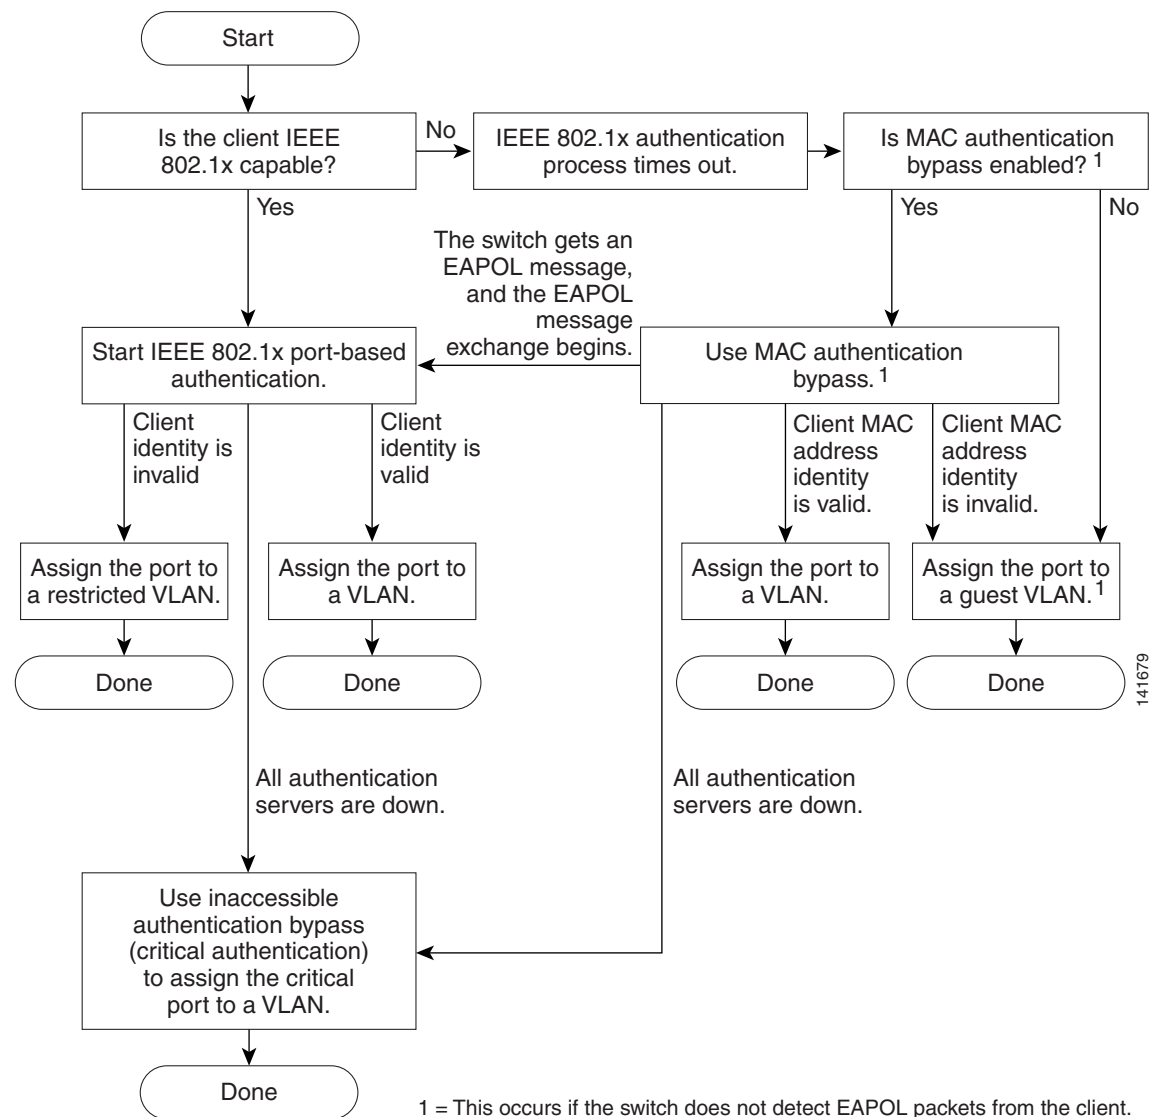 Start
Is the client IEEE
802.1x capable?
No
IEEE 802.1x authentication
process times out.
Is MAC authentication
bypass enabled? 1
Yes
Yes
No
The switch gets an
EAPOL message,
and the EAPOL
message
exchange begins.
Start IEEE 802.1x port-based
authentication.
Use MAC authentication
bypass. 1
Client
identity is
invalid
Client
identity is
valid
Client MAC
address
identity
is valid.
Client MAC
address
identity
is invalid.
Assign the port to
a restricted VLAN.
Assign the port to
a VLAN.
Assign the port to
a VLAN.
Assign the port to
a guest VLAN. 1
Done
Done
Done
Done
141679
All authentication
servers are down.
All authentication
servers are down.
Use inaccessible
authentication bypass
(critical authentication)
to assign the critical
port to a VLAN.
Done
1 = This occurs if the switch does not detect EAPOL packets from the client.